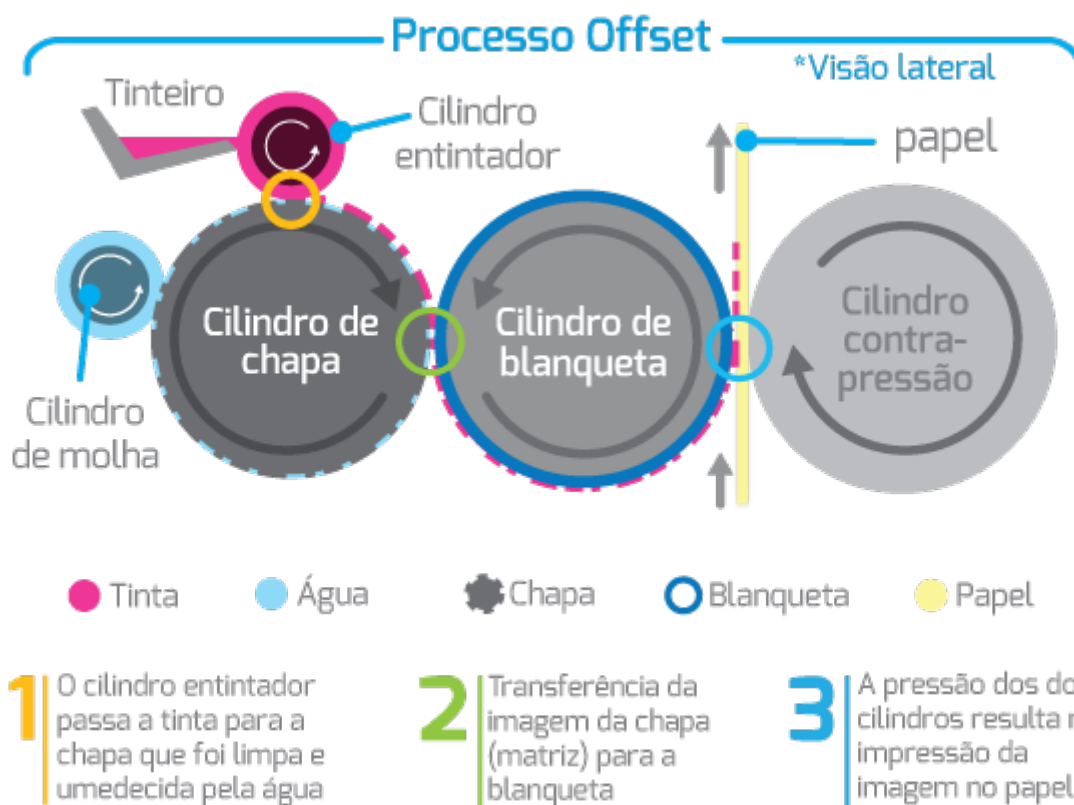 Processo Offset
*Visão lateral
Tinteiro
Cilindro
entintador
papel
Cilindro de
chapa
Cilindro de
blanqueta
Cilindro
contra-
pressão
Cilindro
de molha
Tinta
Água
Chapa
Blanqueta
Papel
1
O cilindro entintador
passa a tinta para a
chapa que foi limpa e
umedecida pela água
2
Transferência da
imagem da chapa
(matriz) para a
blanqueta
3
A pressão dos
cilindros resulta
impressão da
imagem no papel